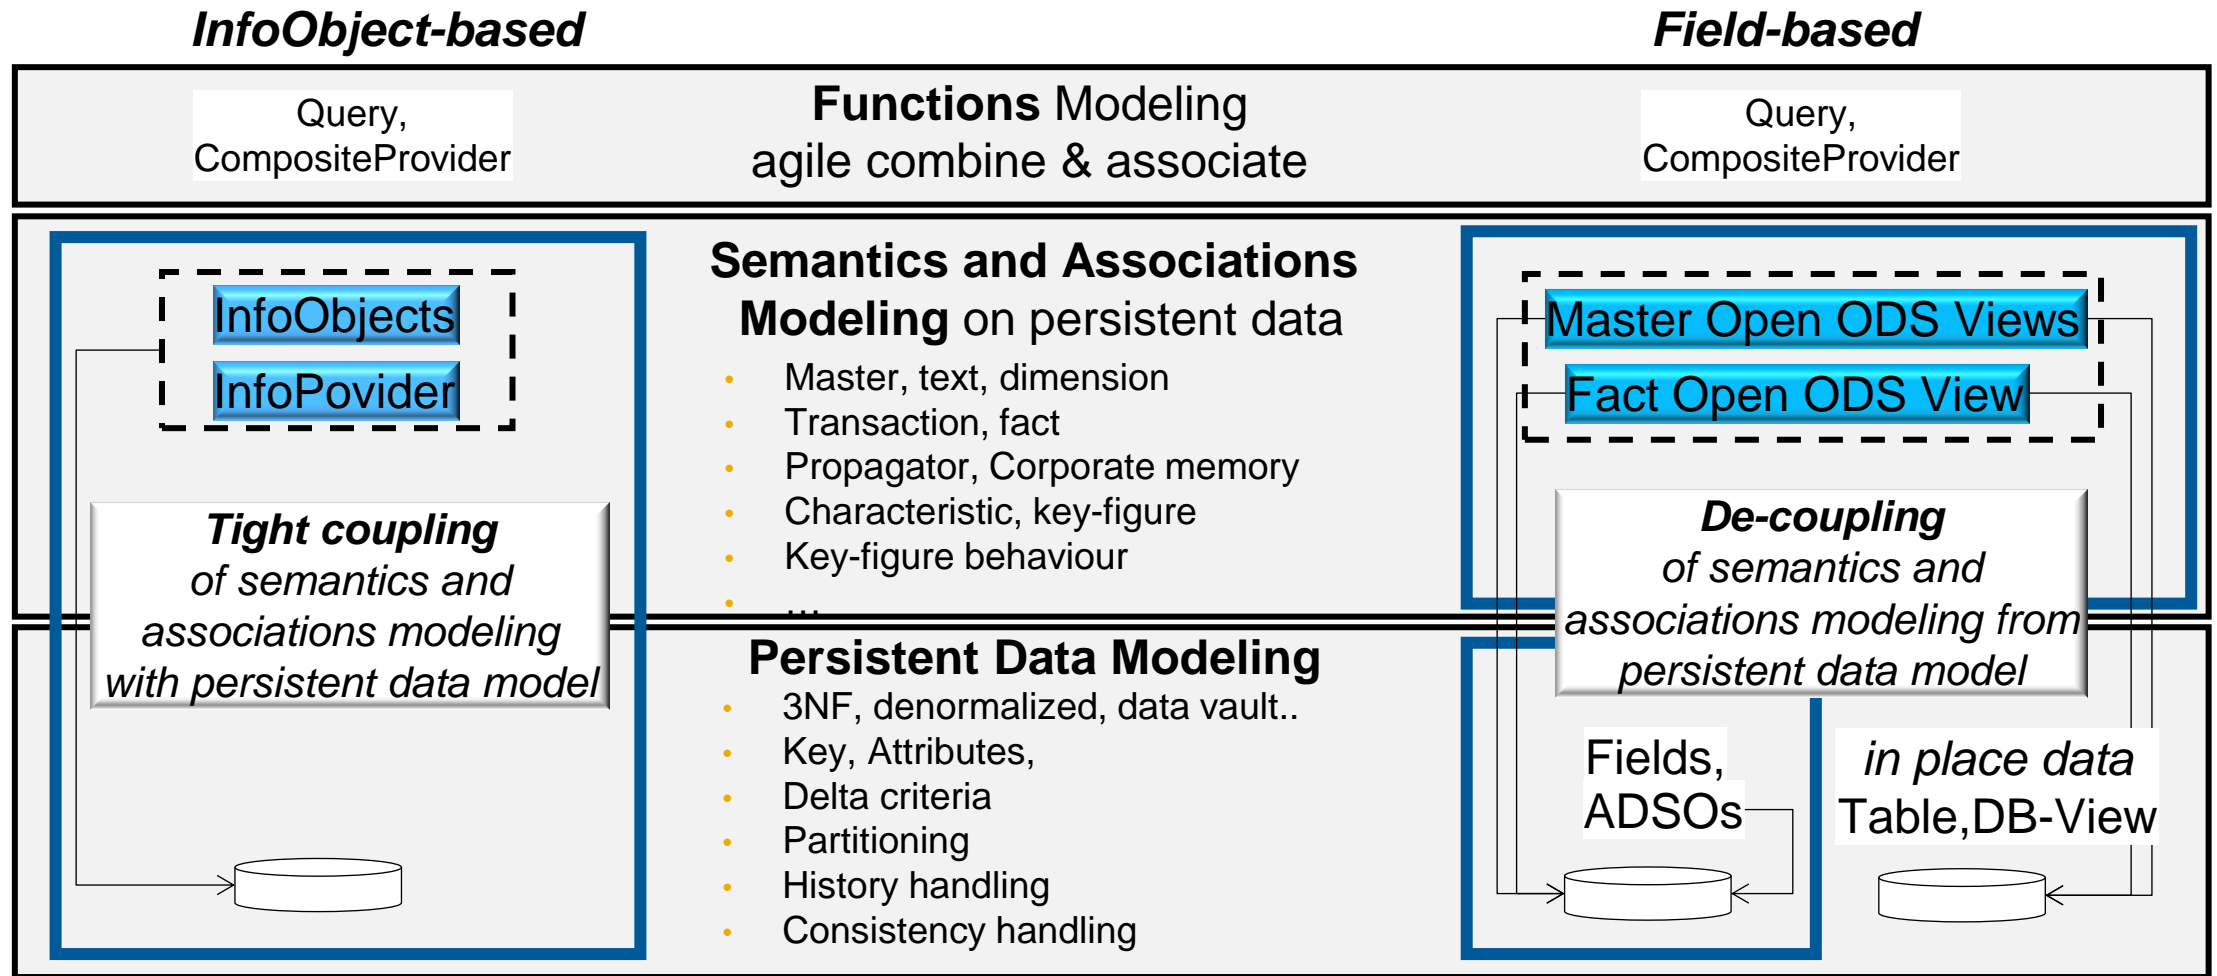 InfoObject-based
Field-based
Query,
CompositeProvider
Functions Modeling
agile combine & associate
Query,
CompositeProvider
InfoObjects
InfoPovider
Tight coupling
of semantics and
associations modeling
with persistent data model
Semantics and Associations
Modeling on persistent data
• Master, text, dimension
• Transaction, fact
• Propagator, Corporate memory
• Characteristic, key-figure
• Key-figure behaviour
• ...
Master Open ODS Views
Fact Open ODS View
De-coupling
of semantics and
associations modeling from
persistent data model
Persistent Data Modeling
• 3NF, denormalized, data vault..
• Key, Attributes,
• Delta criteria
• Partitioning
• History handling
• Consistency handling
Fields,
ADSOs
in place data
Table,DB-View